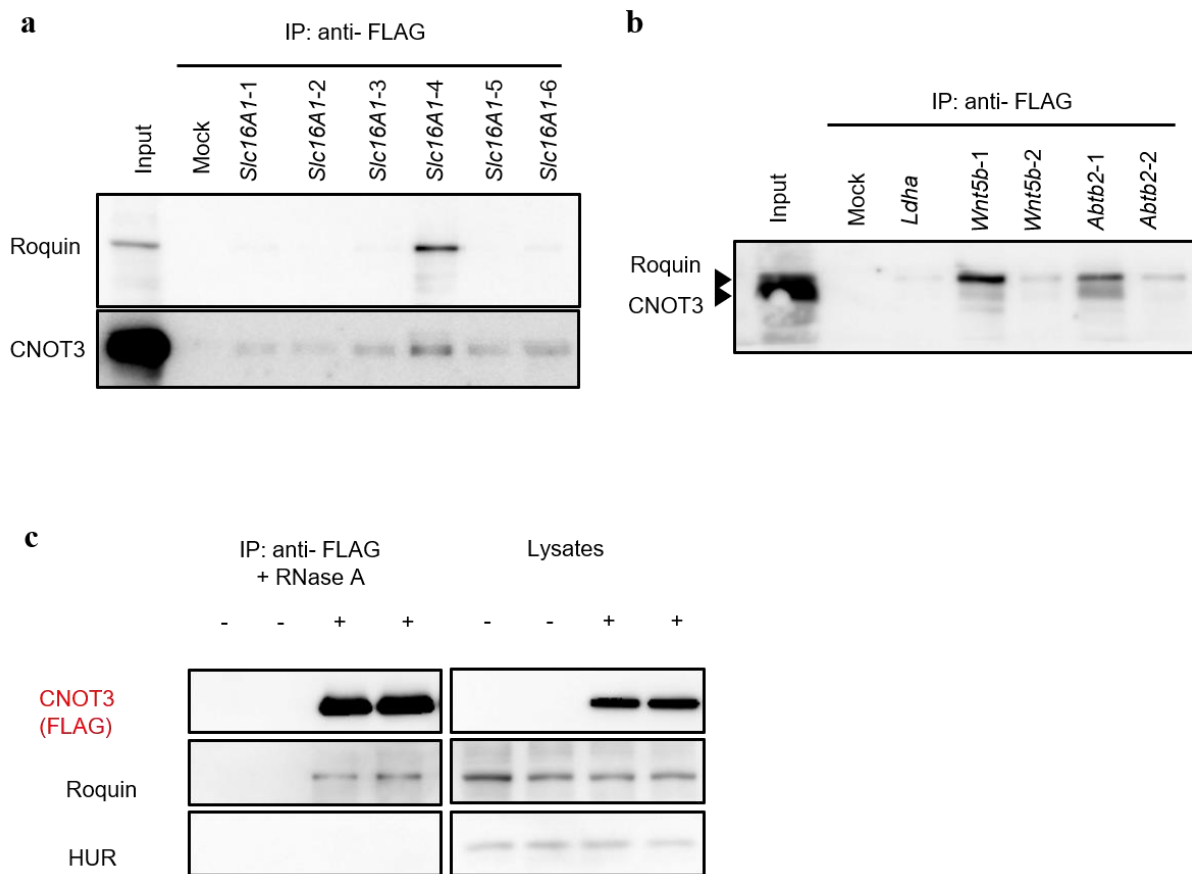 a
IP: anti- FLAG
Input
Mock
Slc16A1-1
Slc16A1-2
Slc16A1-3
Slc16A1-4
Slc16A1-5
Slc16A1-6
Roquin
CNOT3
b
IP: anti- FLAG
Input
Mock
Ldha
Wnt5b-1
Wnt5b-2
Abtb2-1
Abtb2-2
Roquin
CNOT3
c
IP: anti- FLAG
+ RNase A
Lysates
- - + + - - + +
CNOT3
(FLAG)
Roquin
HUR